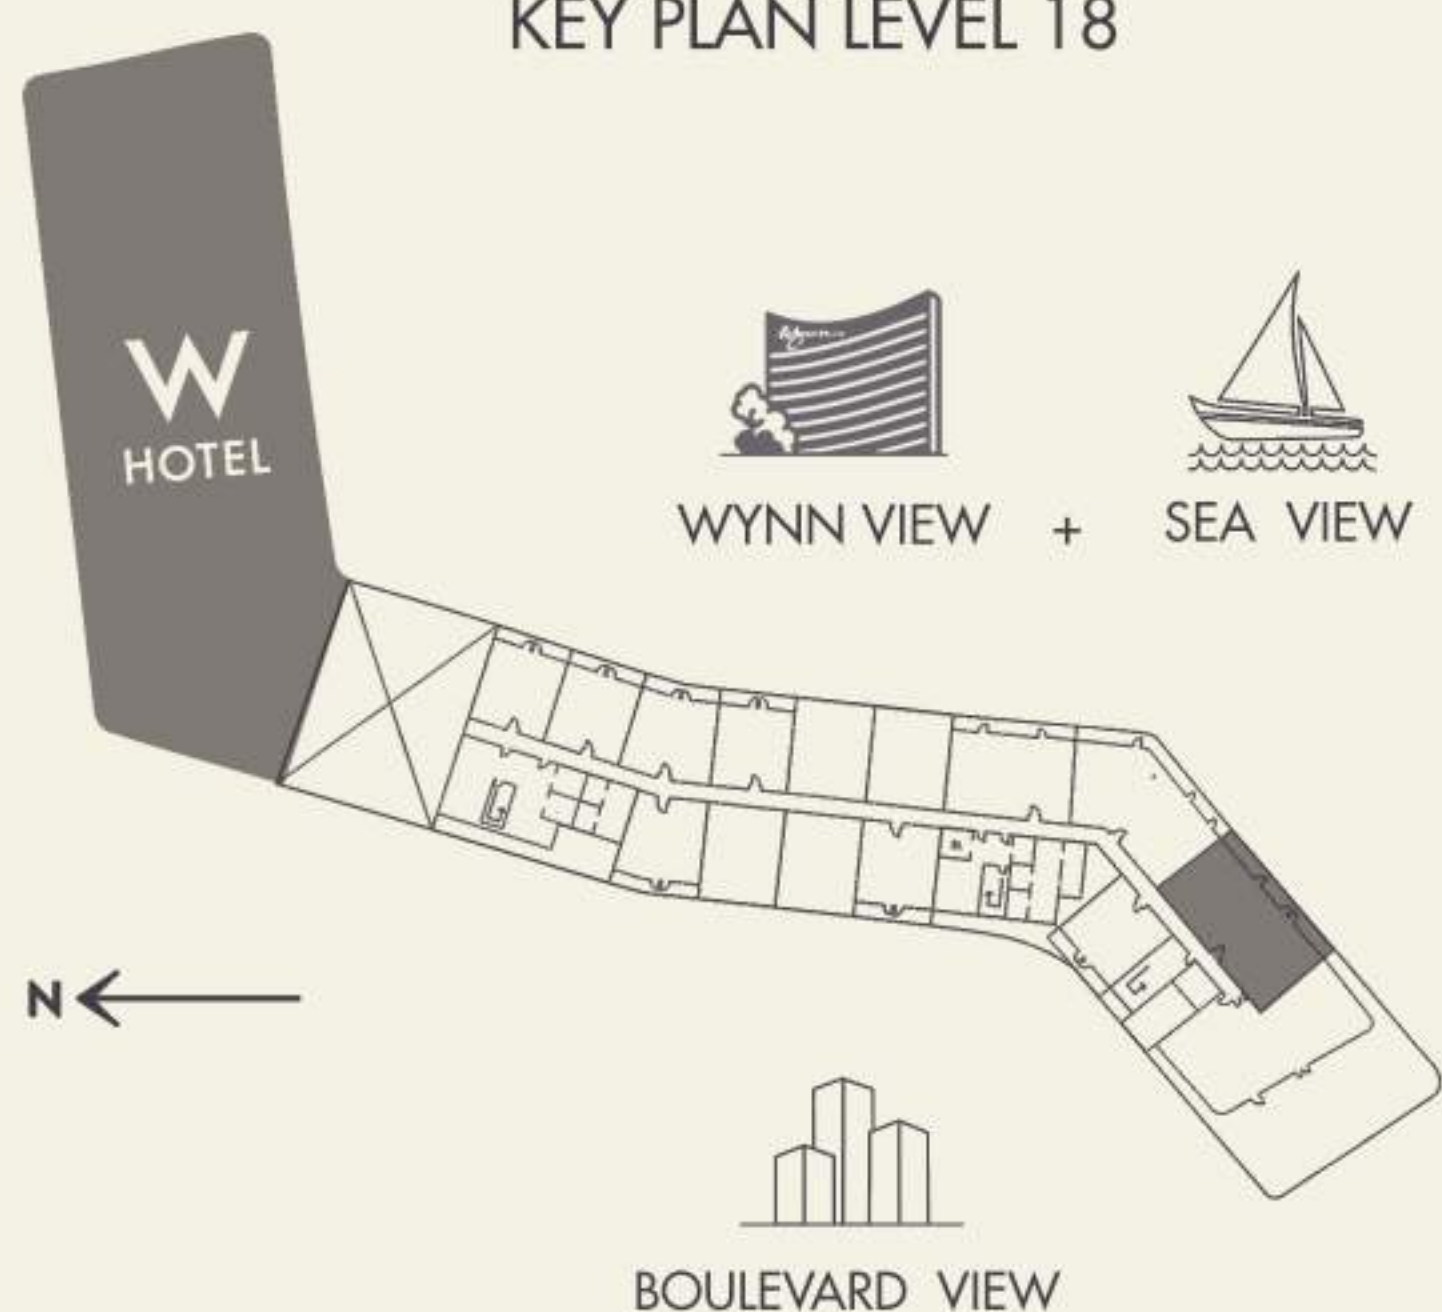 KEY PLAN LEVEL 18
W
HOTEL
WYNN VIEW + SEA VIEW
N
BOULEVARD VIEW